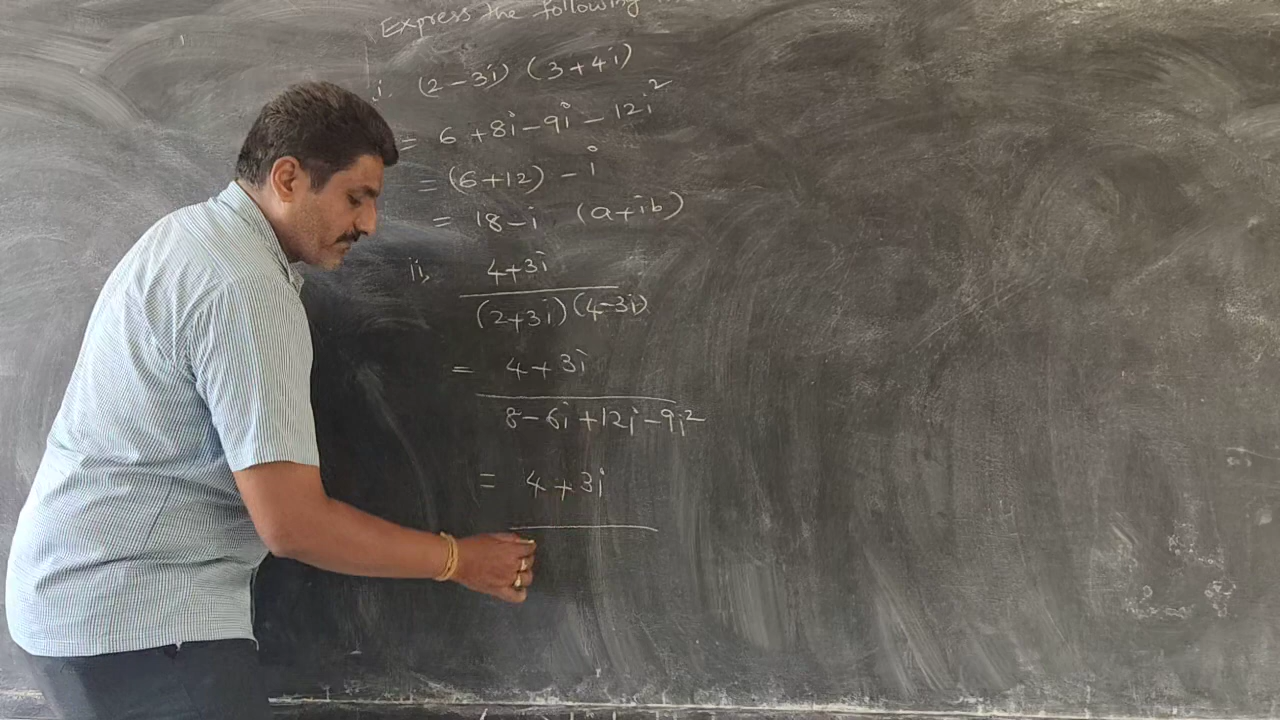 Express the following
i. (2-3i) (3+4i)
= 6 +8i-9i-12i²
= (6+12) - i
= 18-i (a+ib)
ii, 4+3i
(2+3i)(4-3i)
= 4+3i
8-6i+12i-9i²
= 4+3i